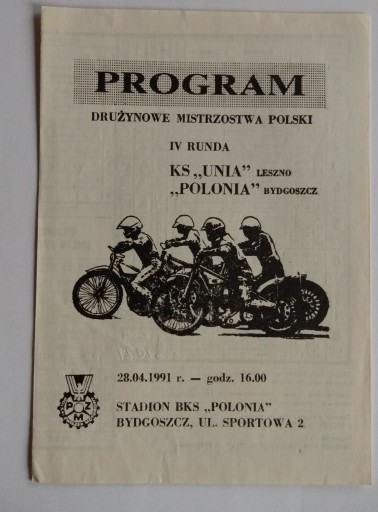 PROGRAM
DRUŻYNOWE MISTRZOSTWA POLSKI
IV RUNDA
KS „UNIA” LESZNO
„POLONIA” BYDGOSZCZ
28.04.1991 r. — godz. 16.00
PZM
STADION BKS „POLONIA”
BYDGOSZCZ, UL. SPORTOWA 2